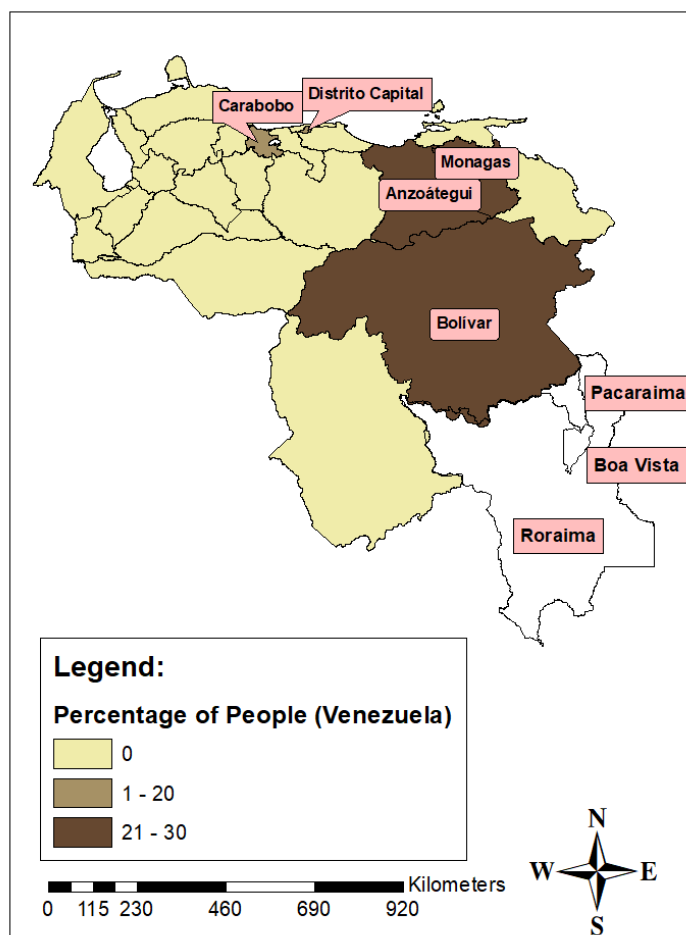 Distrito Capital
Carabobo
Monagas
Anzoátegui
Bolívar
Pacaraima
Boa Vista
Roraima
Legend:
Percentage of People (Venezuela)
0
1 - 20
21 - 30
N
W E
S
Kilometers
0 115 230 460 690 920